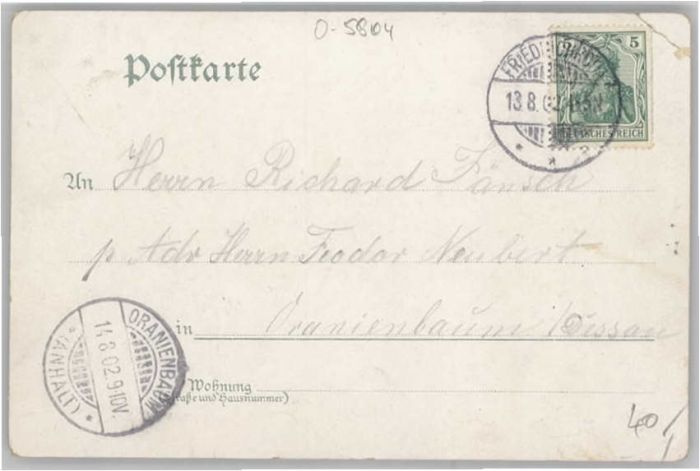 O-5804
Postkarte
5
DEUTSCHES REICH
13.8.02
An Herrn Richard Jänsch
p Adr Herrn Feodor Neubert
in Oranienbaum Dessau
ORANIENBAUM
14.8.02.9-10V.
*(ANHALT)*
Wohnung
(Straße und Hausnummer)
40/